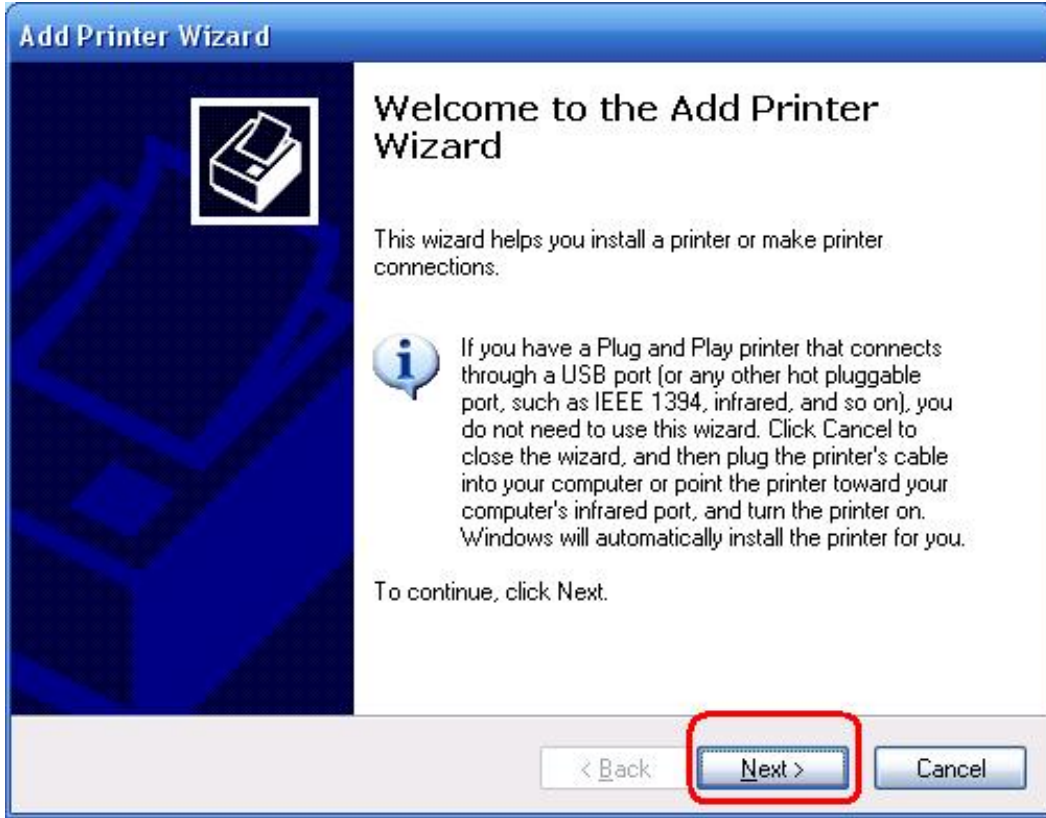 Add Printer Wizard
Welcome to the Add Printer
Wizard
This wizard helps you install a printer or make printer
connections.
If you have a Plug and Play printer that connects
through a USB port (or any other hot pluggable
port, such as IEEE 1394, infrared, and so on), you
do not need to use this wizard. Click Cancel to
close the wizard, and then plug the printer's cable
into your computer or point the printer toward your
computer's infrared port, and turn the printer on.
Windows will automatically install the printer for you.
To continue, click Next.
< Back Next > Cancel